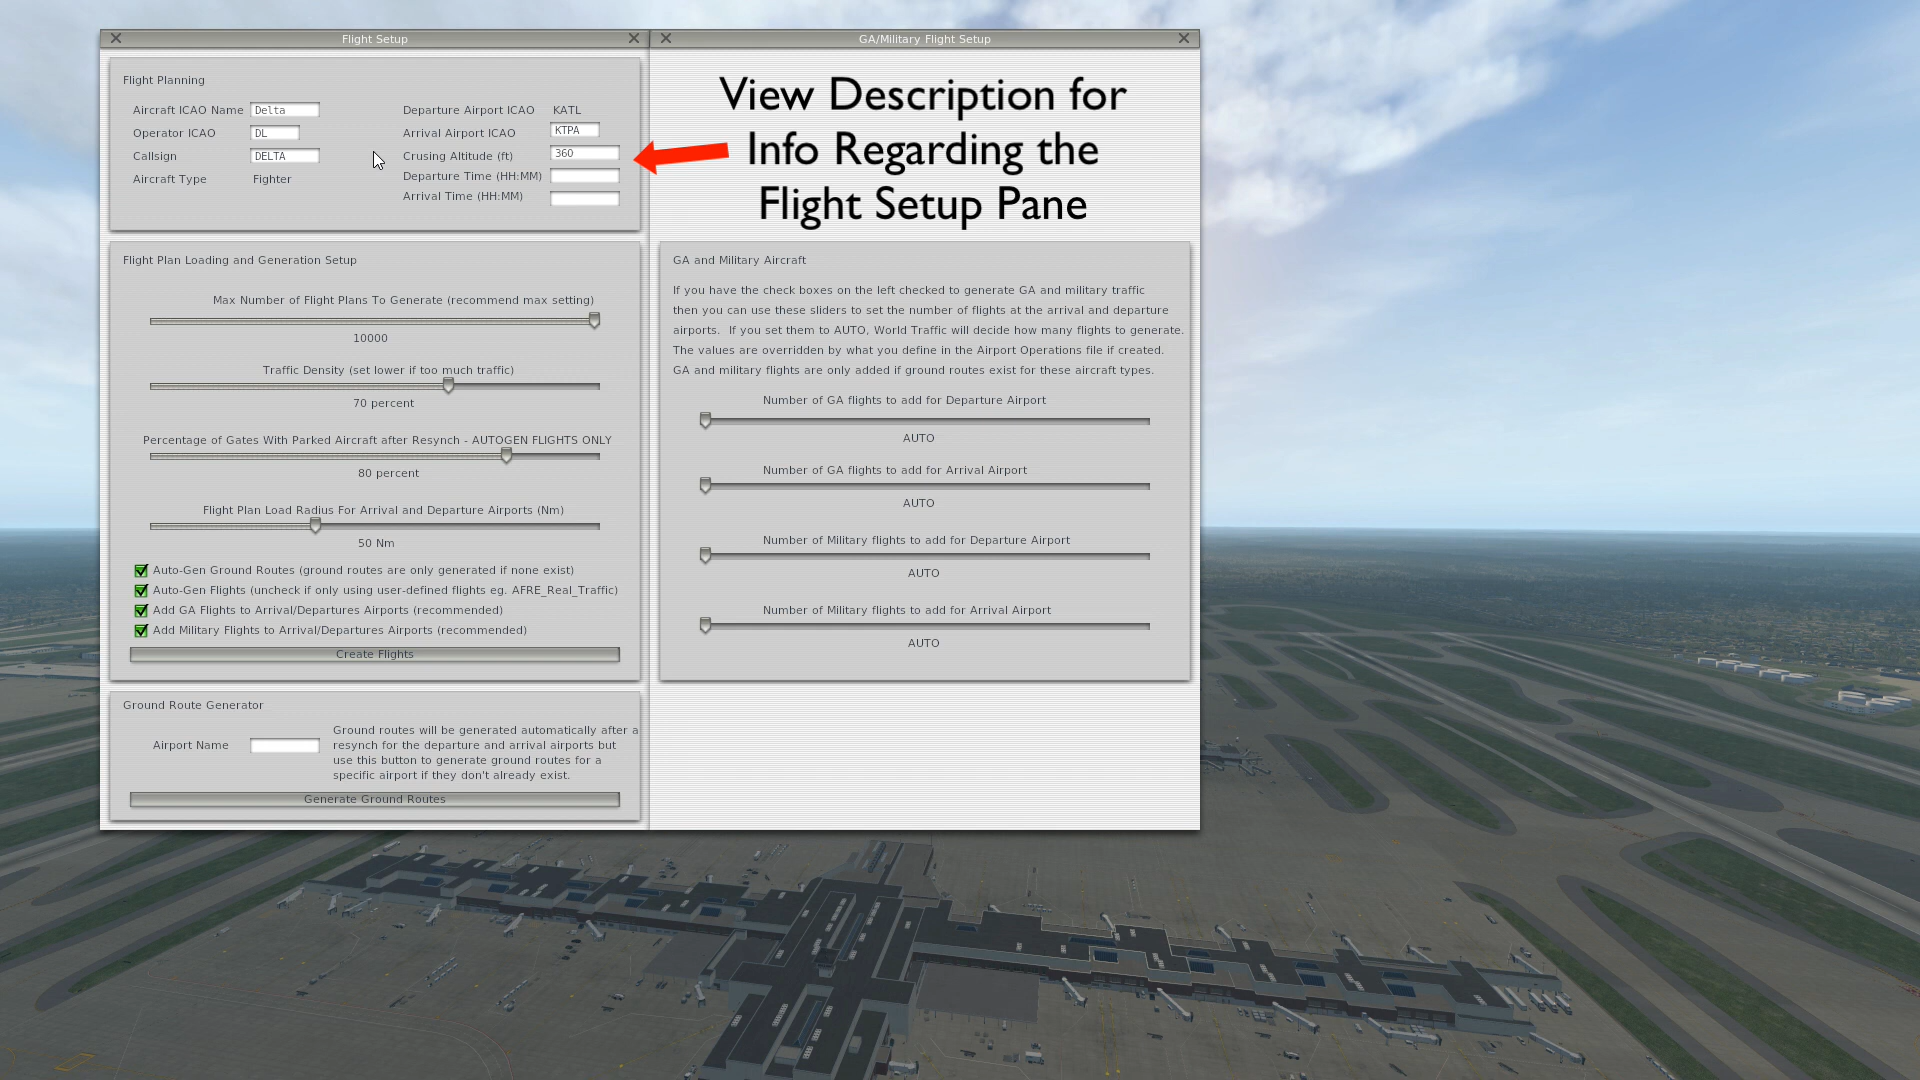 Flight Setup
Flight Planning
Aircraft ICAO Name Delta
Operator ICAO DL
Callsign DELTA
Aircraft Type Fighter
Departure Airport ICAO KATL
Arrival Airport ICAO KTPA
Crusing Altitude (ft) 360
Departure Time (HH:MM)
Arrival Time (HH:MM)
Flight Plan Loading and Generation Setup
Max Number of Flight Plans To Generate (recommend max setting)
10000
Traffic Density (set lower if too much traffic)
70 percent
Percentage of Gates With Parked Aircraft after Resynch - AUTOGEN FLIGHTS ONLY
80 percent
Flight Plan Load Radius For Arrival and Departure Airports (Nm)
50 Nm
Auto-Gen Ground Routes (ground routes are only generated if none exist)
Auto-Gen Flights (uncheck if only using user-defined flights eg. AFRE_Real_Traffic)
Add GA Flights to Arrival/Departures Airports (recommended)
Add Military Flights to Arrival/Departures Airports (recommended)
Create Flights
Ground Route Generator
Airport Name
Ground routes will be generated automatically after a
resynch for the departure and arrival airports but
use this button to generate ground routes for a
specific airport if they don't already exist.
Generate Ground Routes
GA/Military Flight Setup
View Description for
Info Regarding the
Flight Setup Pane
GA and Military Aircraft
If you have the check boxes on the left checked to generate GA and military traffic
then you can use these sliders to set the number of flights at the arrival and departure
airports.  If you set them to AUTO, World Traffic will decide how many flights to generate.
The values are overridden by what you define in the Airport Operations file if created.
GA and military flights are only added if ground routes exist for these aircraft types.
Number of GA flights to add for Departure Airport
AUTO
Number of GA flights to add for Arrival Airport
AUTO
Number of Military flights to add for Departure Airport
AUTO
Number of Military flights to add for Arrival Airport
AUTO